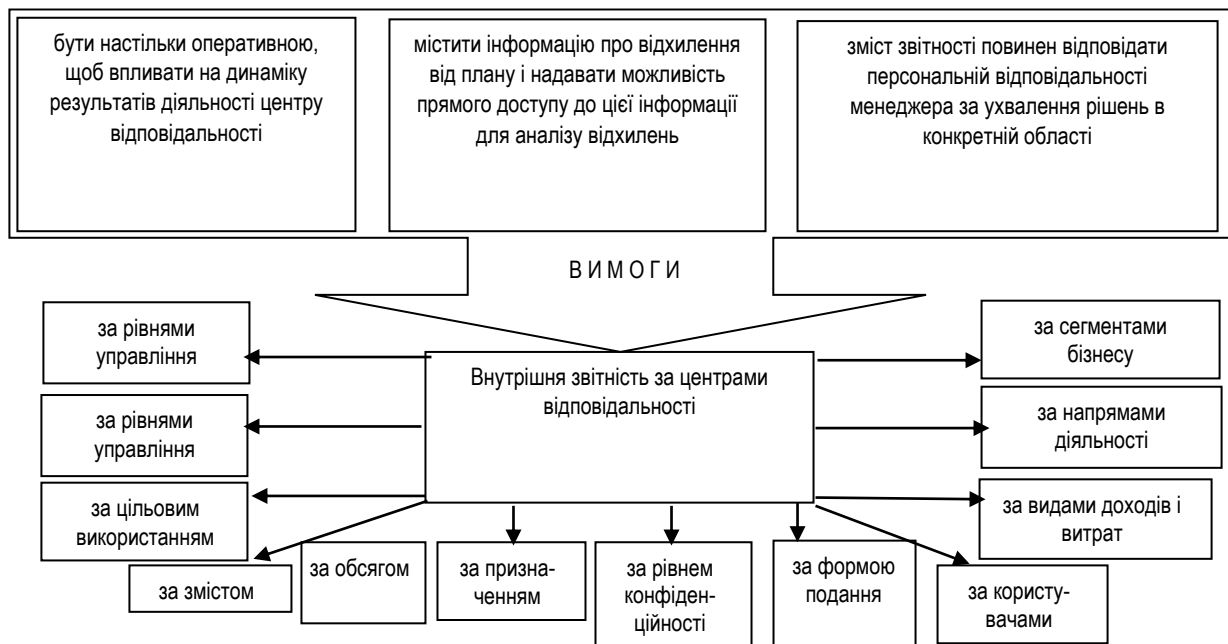 бути настільки оперативною,
щоб впливати на динаміку
результатів діяльності центру
відповідальності
містити інформацію про відхилення
від плану і надавати можливість
прямого доступу до цієї інформації
для аналізу відхилень
зміст звітності повинен відповідати
персональній відповідальності
менеджера за ухвалення рішень в
конкретній області
В И М О Г И
за рівнями
управління
за рівнями
управління
за цільовим
використанням
за змістом
Внутрішня звітність за центрами
відповідальності
за сегментами
бізнесу
за напрямами
діяльності
за видами доходів і
витрат
за обсягом
за призна-
ченням
за рівнем
конфіден-
ційності
за формою
подання
за користу-
вачами